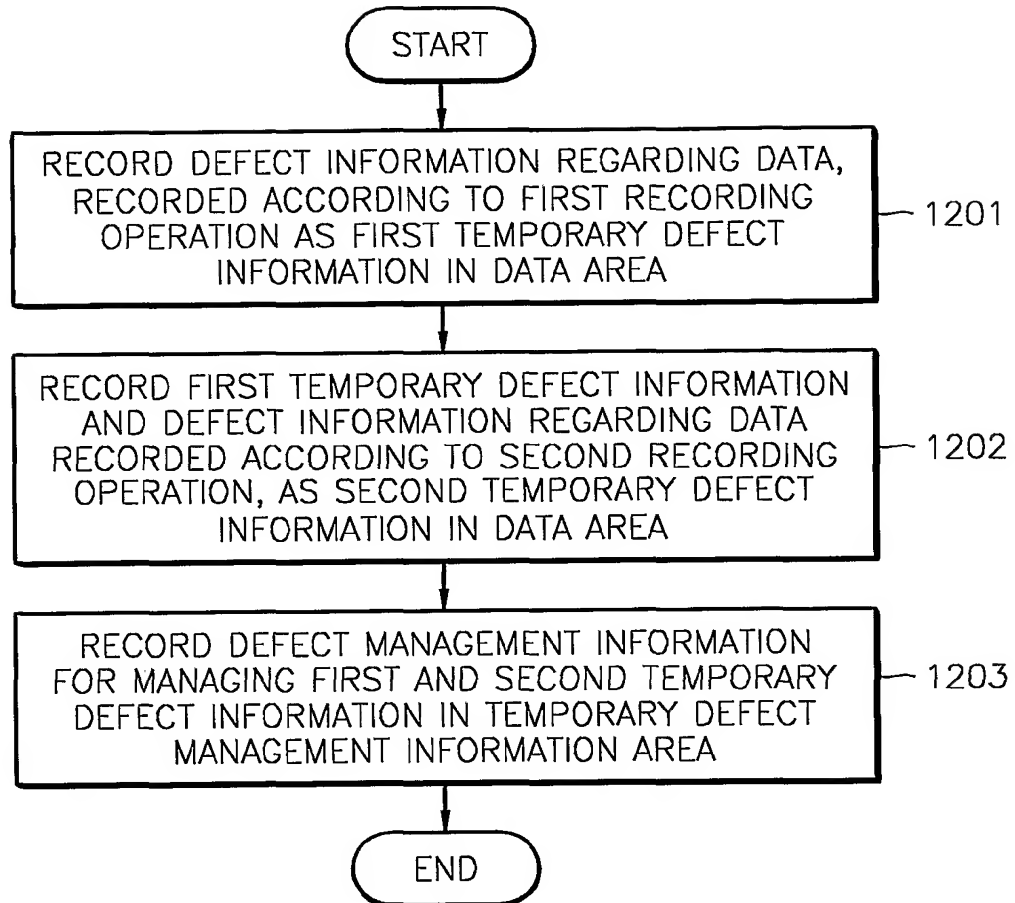 START
RECORD DEFECT INFORMATION REGARDING DATA,
RECORDED ACCORDING TO FIRST RECORDING
OPERATION AS FIRST TEMPORARY DEFECT
INFORMATION IN DATA AREA
1201
RECORD FIRST TEMPORARY DEFECT INFORMATION
AND DEFECT INFORMATION REGARDING DATA
RECORDED ACCORDING TO SECOND RECORDING
OPERATION, AS SECOND TEMPORARY DEFECT
INFORMATION IN DATA AREA
1202
RECORD DEFECT MANAGEMENT INFORMATION
FOR MANAGING FIRST AND SECOND TEMPORARY
DEFECT INFORMATION IN TEMPORARY DEFECT
MANAGEMENT INFORMATION AREA
1203
END